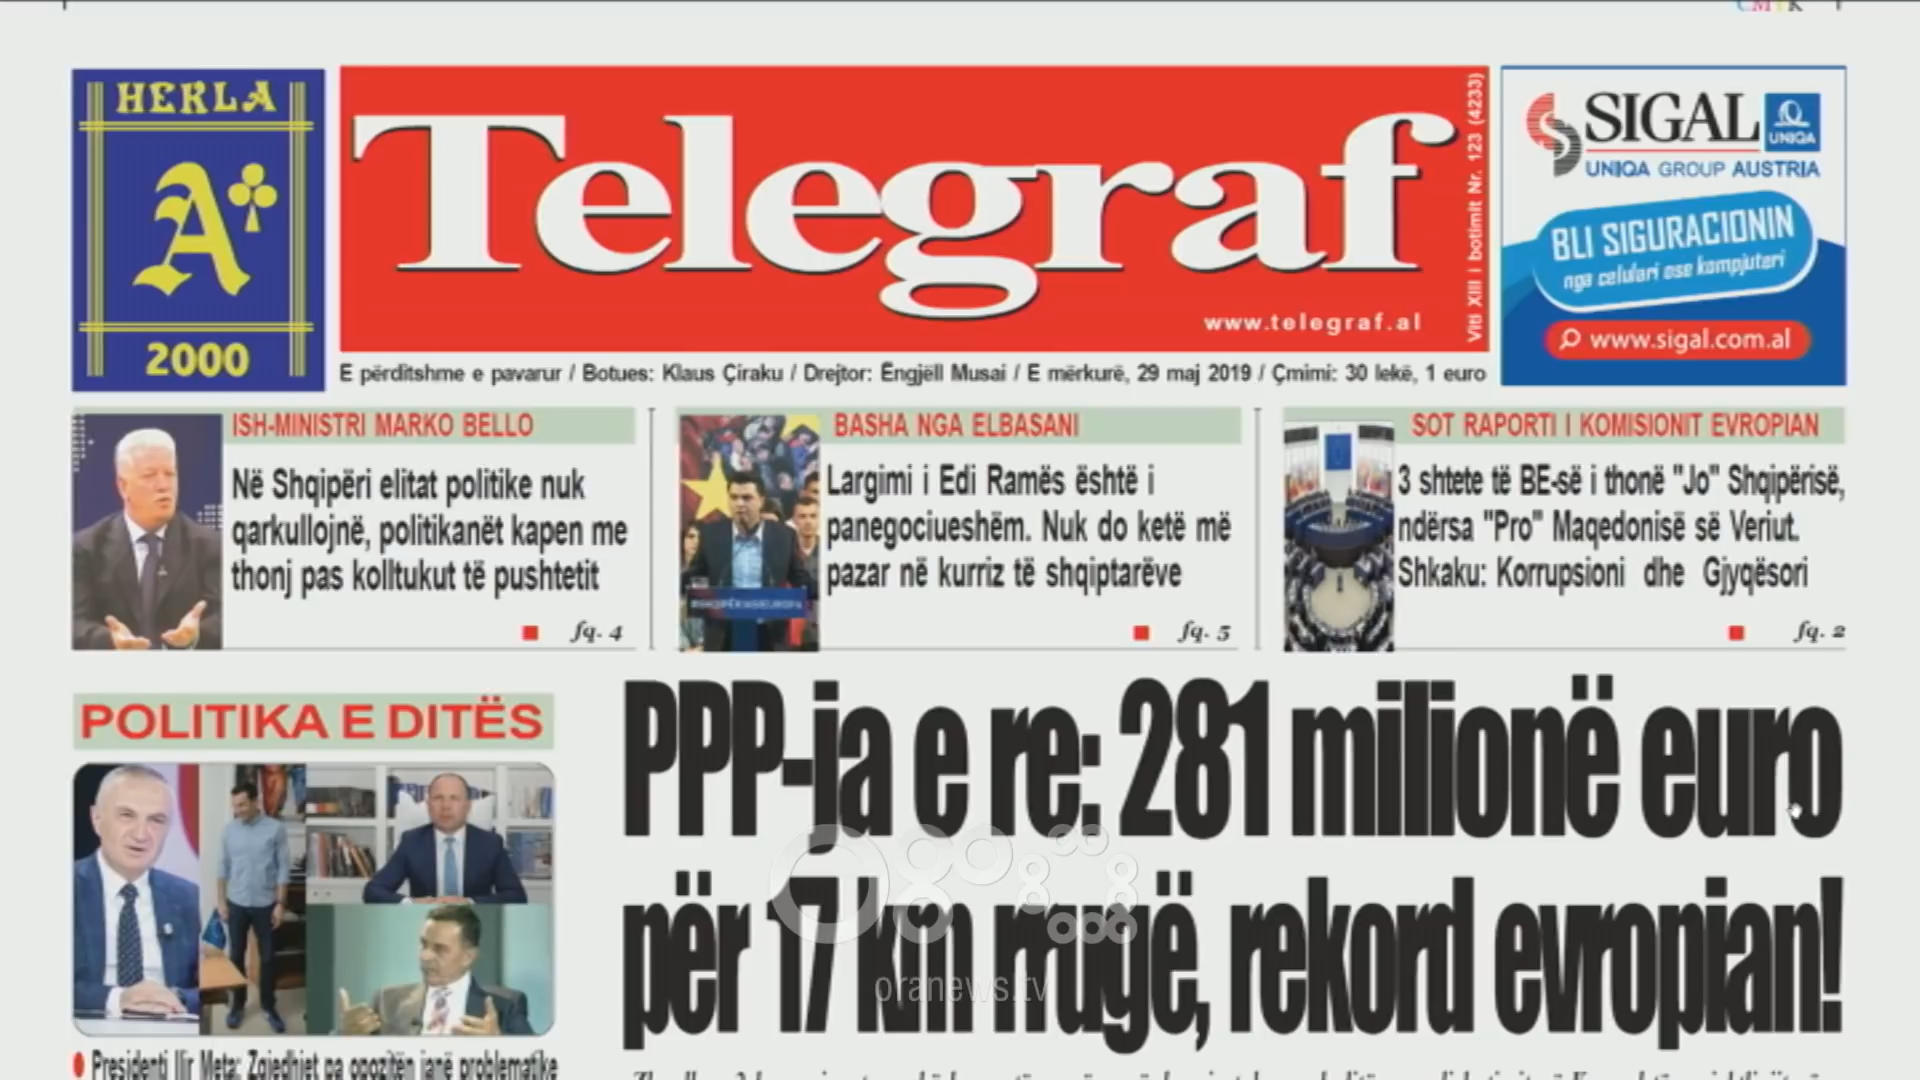 CMYK
HERLA
A
2000
Telegraf
www.telegraf.al
Viti XIII i botimit Nr. 123 (4233)
SIGAL
UNIQA
UNIQA GROUP AUSTRIA
BLI SIGURACIONIN
nga celulari ose kompjuteri
www.sigal.com.al
E përditshme e pavarur / Botues: Klaus Çiraku / Drejtor: Ëngjëll Musai / E mërkurë, 29 maj 2019 / Çmimi: 30 lekë, 1 euro
ISH-MINISTRI MARKO BELLO
Në Shqipëri elitat politike nuk
qarkullojnë, politikanët kapen me
thonj pas kolltukut të pushtetit
fq. 4
BASHA NGA ELBASANI
Largimi i Edi Ramës është i
panegociueshëm. Nuk do ketë më
pazar në kurriz të shqiptarëve
fq. 5
SOT RAPORTI I KOMISIONIT EVROPIAN
3 shtete të BE-së i thonë "Jo" Shqipërisë,
ndërsa "Pro" Maqedonisë së Veriut.
Shkaku: Korrupsioni dhe Gjyqësori
fq. 2
POLITIKA E DITËS
PPP-ja e re: 281 milionë euro
për 17 km rrugë, rekord evropian!
oranews.tv
Presidenti Ilir Meta: Zgjedhjet pa opozitën janë problematike